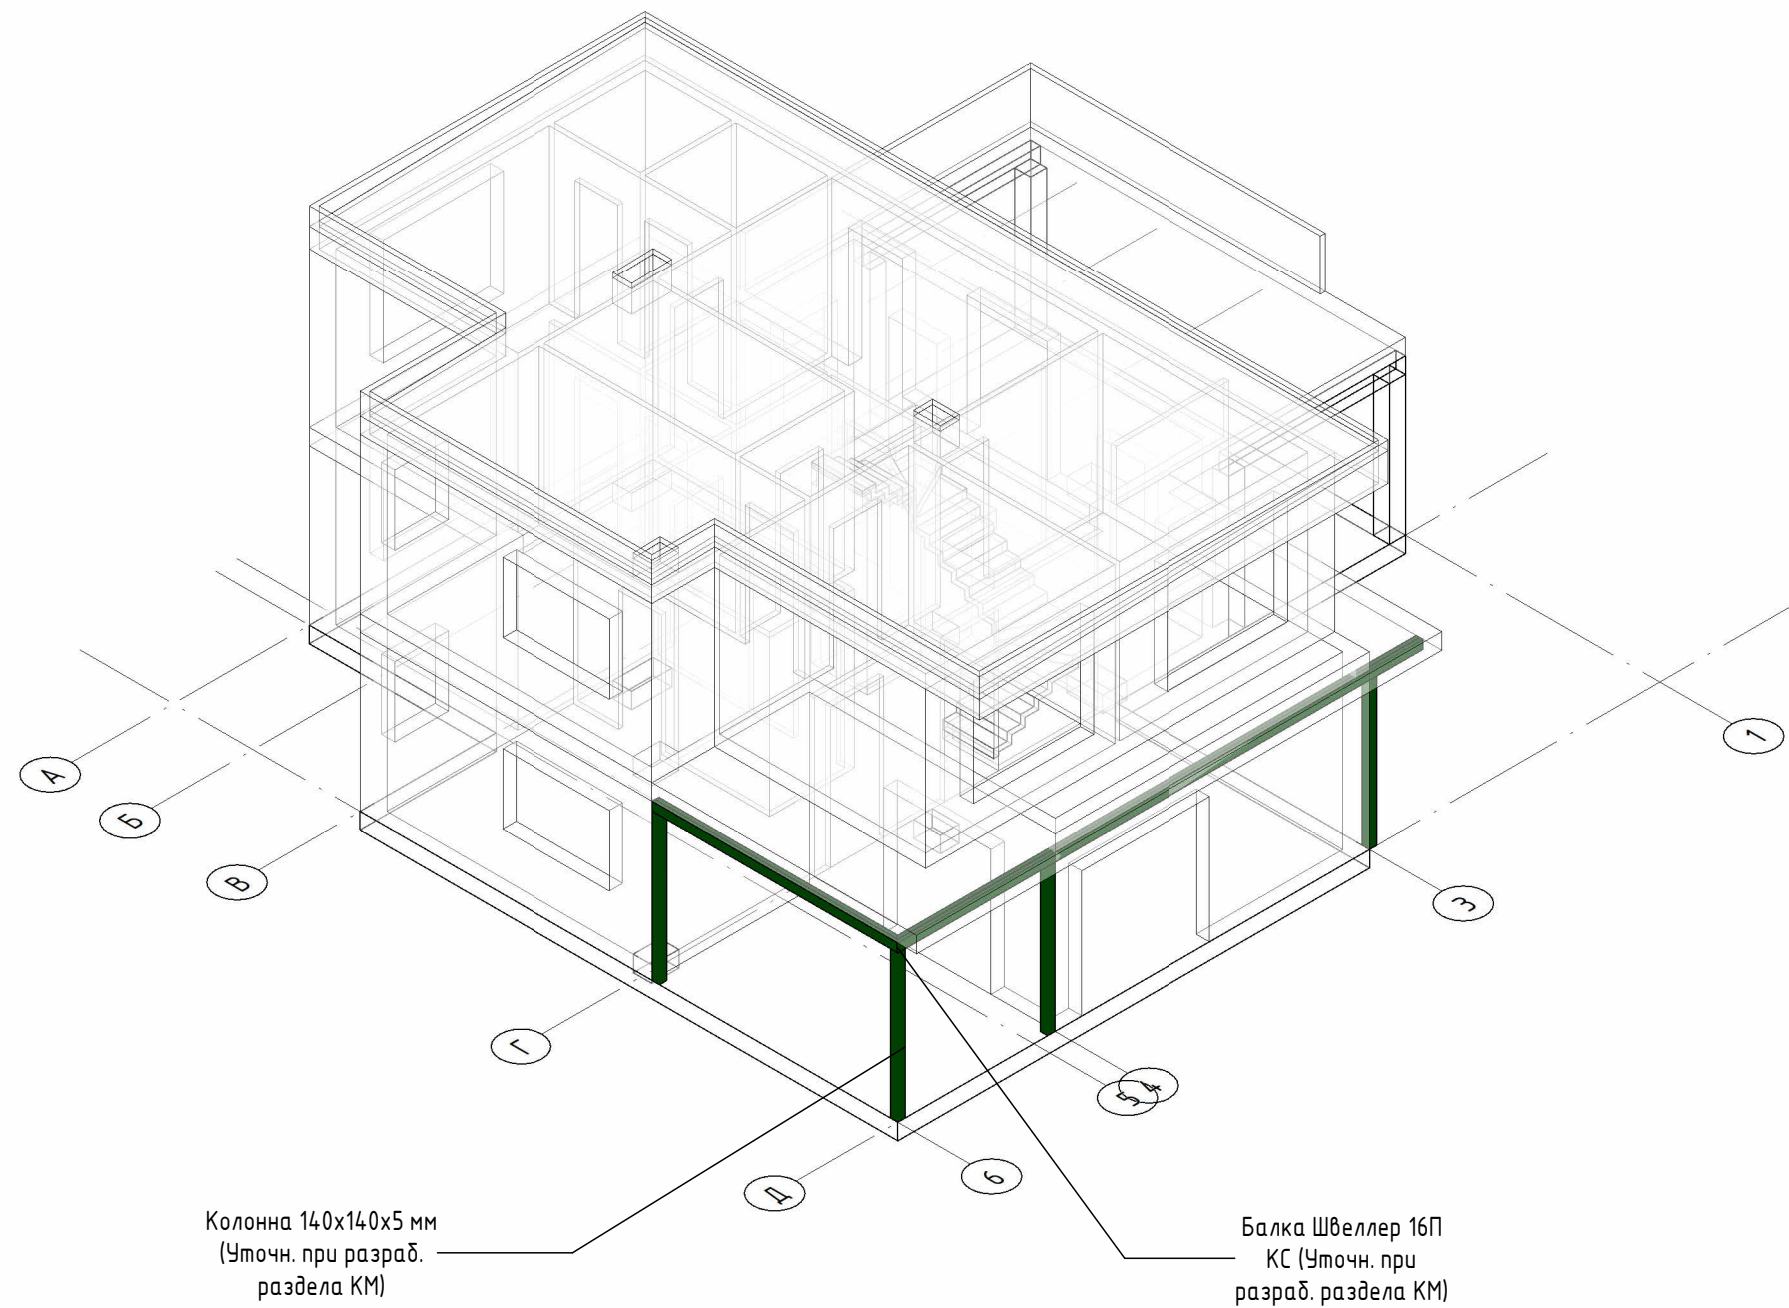 А
Б
В
Г
Д
1
3
5
4
6
Колонна 140х140х5 мм
(Уточн. при разраб.
раздела КМ)
Балка Швеллер 16П
КС (Уточн. при
разраб. раздела КМ)